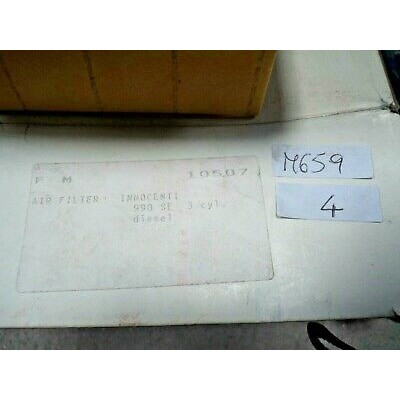 F M 10507
AIR FILTER: INNOCENTI
990 SE. 3 cyl.
diesel
M659
4